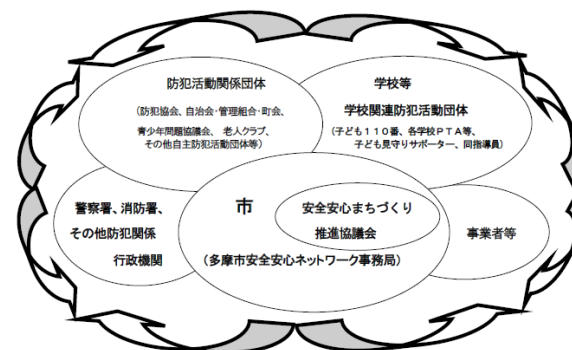 防犯活動関係団体
(防犯協会、自治会・管理組合・町会、
青少年問題協議会、老人クラブ、
その他自主防犯活動団体等)
学校等
学校関連防犯活動団体
(子ども110番、各学校PTA等、
子ども見守りサポーター、同指導員)
警察署、消防署、
その他防犯関係
行政機関
市
安全安心まちづくり
推進協議会
(多摩市安全安心ネットワーク事務局)
事業者等